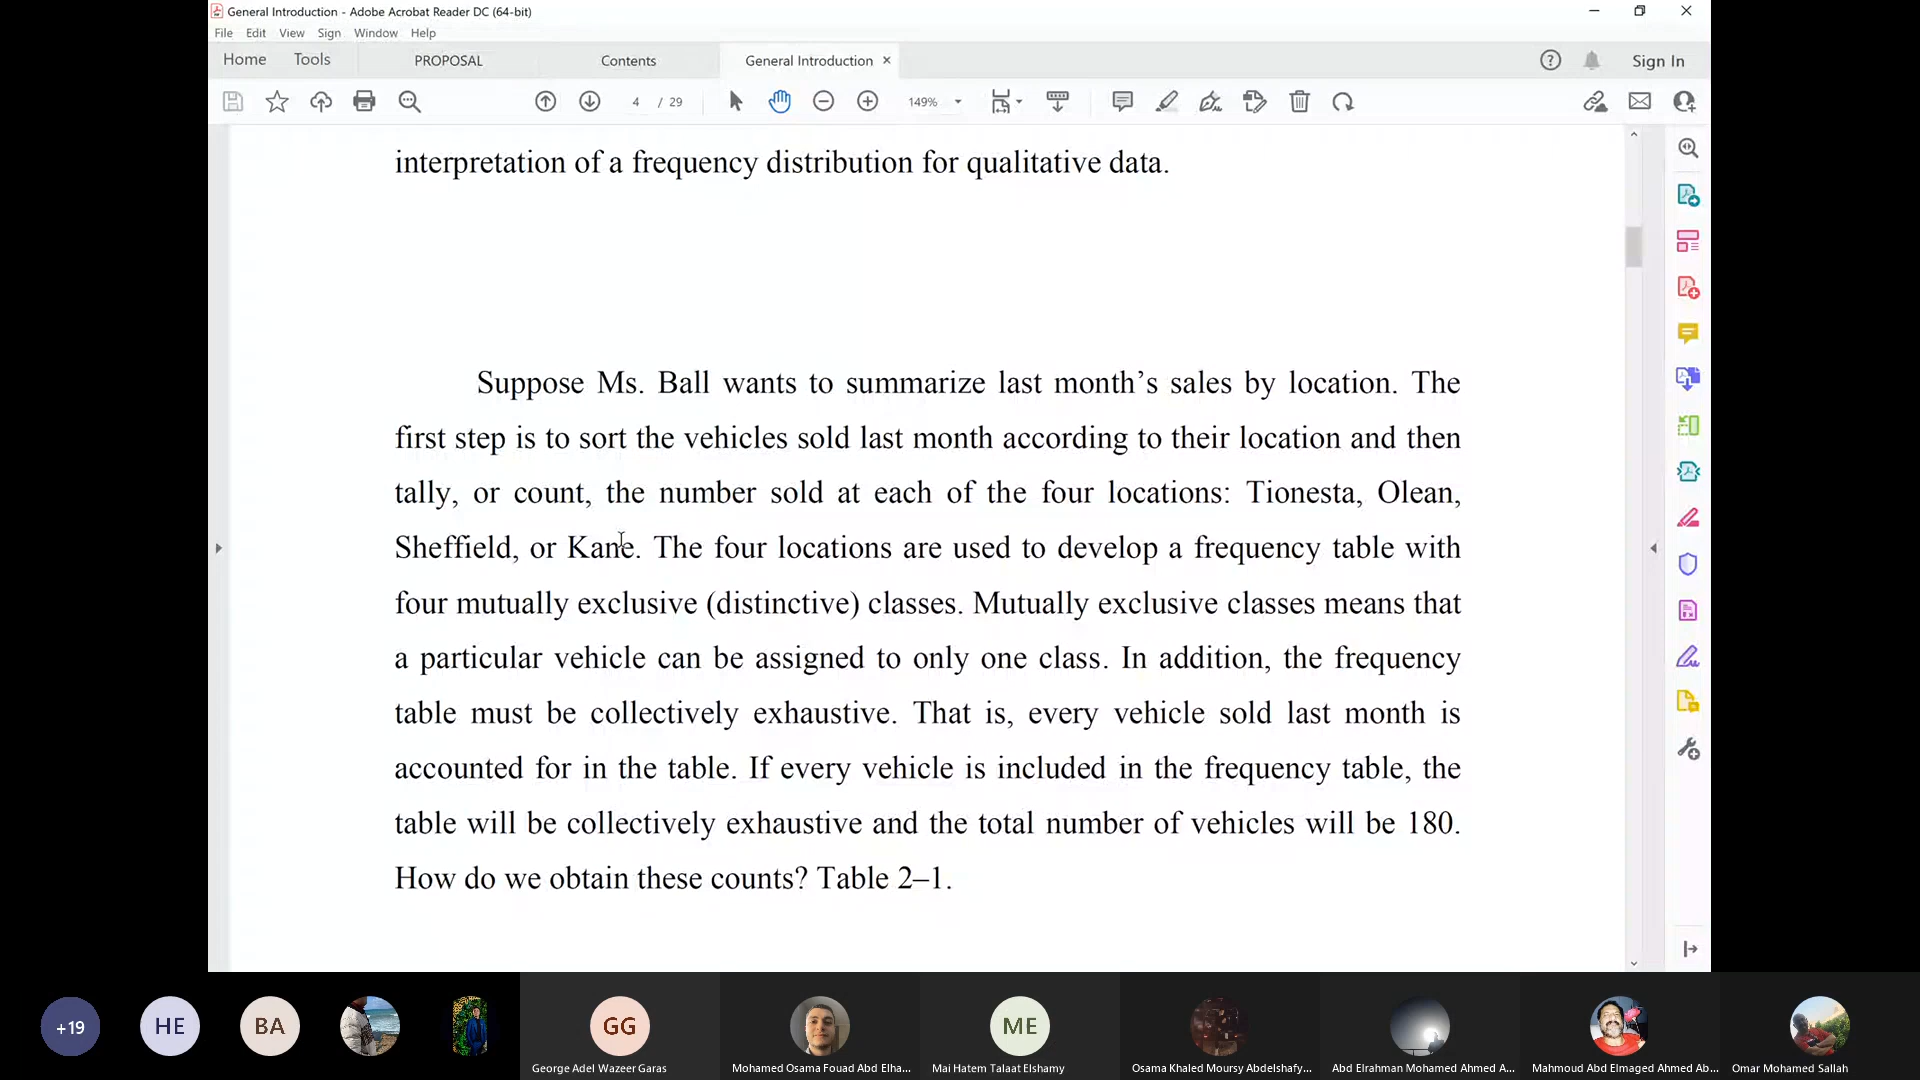 General Introduction - Adobe Acrobat Reader DC (64-bit)
File Edit View Sign Window Help
Home Tools PROPOSAL Contents General Introduction × Sign In
4 / 29 149%
interpretation of a frequency distribution for qualitative data.
Suppose Ms. Ball wants to summarize last month’s sales by location. The
first step is to sort the vehicles sold last month according to their location and then
tally, or count, the number sold at each of the four locations: Tionesta, Olean,
Sheffield, or Kane. The four locations are used to develop a frequency table with
four mutually exclusive (distinctive) classes. Mutually exclusive classes means that
a particular vehicle can be assigned to only one class. In addition, the frequency
table must be collectively exhaustive. That is, every vehicle sold last month is
accounted for in the table. If every vehicle is included in the frequency table, the
table will be collectively exhaustive and the total number of vehicles will be 180.
How do we obtain these counts? Table 2–1.
+19 HE BA GG ME
George Adel Wazeer Garas Mohamed Osama Fouad Abd Elha... Mai Hatem Talaat Elshamy Osama Khaled Moursy Abdelshafy... Abd Elrahman Mohamed Ahmed A... Mahmoud Abd Elmaged Ahmed Ab... Omar Mohamed Sallah